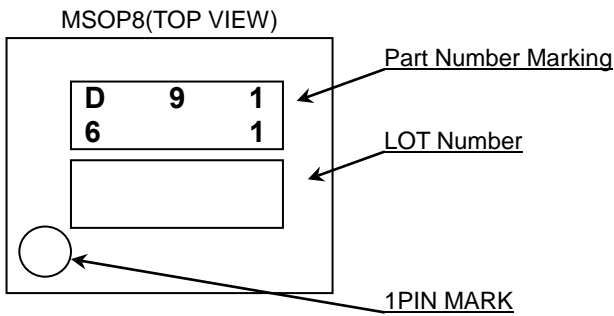 MSOP8(TOP VIEW)
Part Number Marking
D 9 1
6 1
LOT Number
1PIN MARK